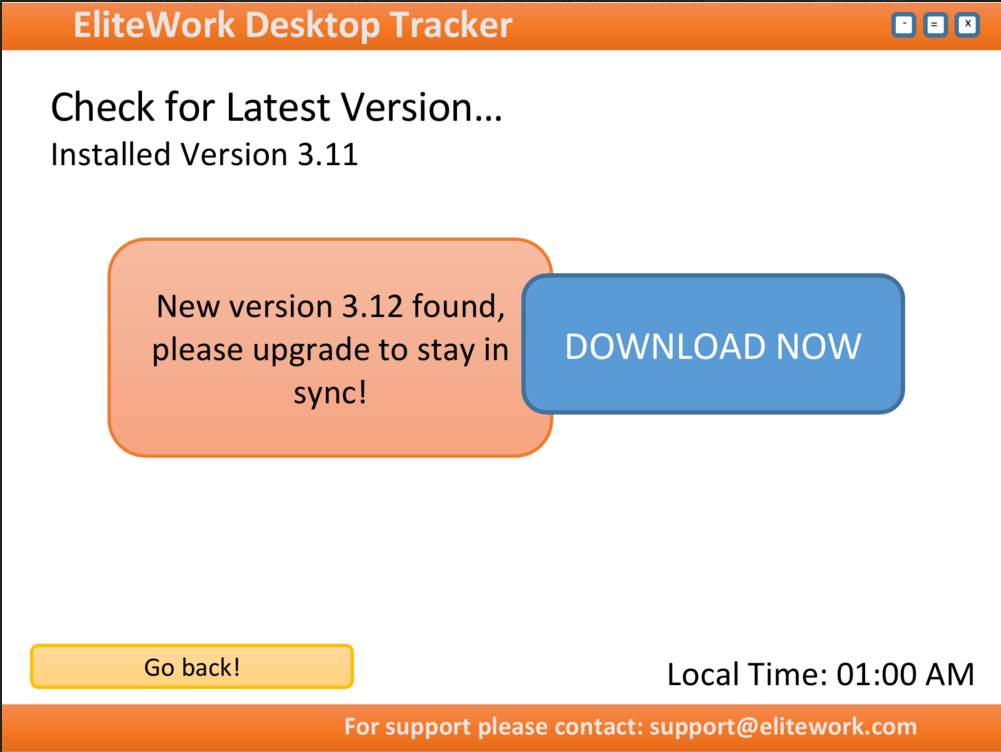 EliteWork Desktop Tracker
- = x
Check for Latest Version...
Installed Version 3.11
New version 3.12 found,
please upgrade to stay in
sync!
DOWNLOAD NOW
Go back!
Local Time: 01:00 AM
For support please contact: support@elitework.com